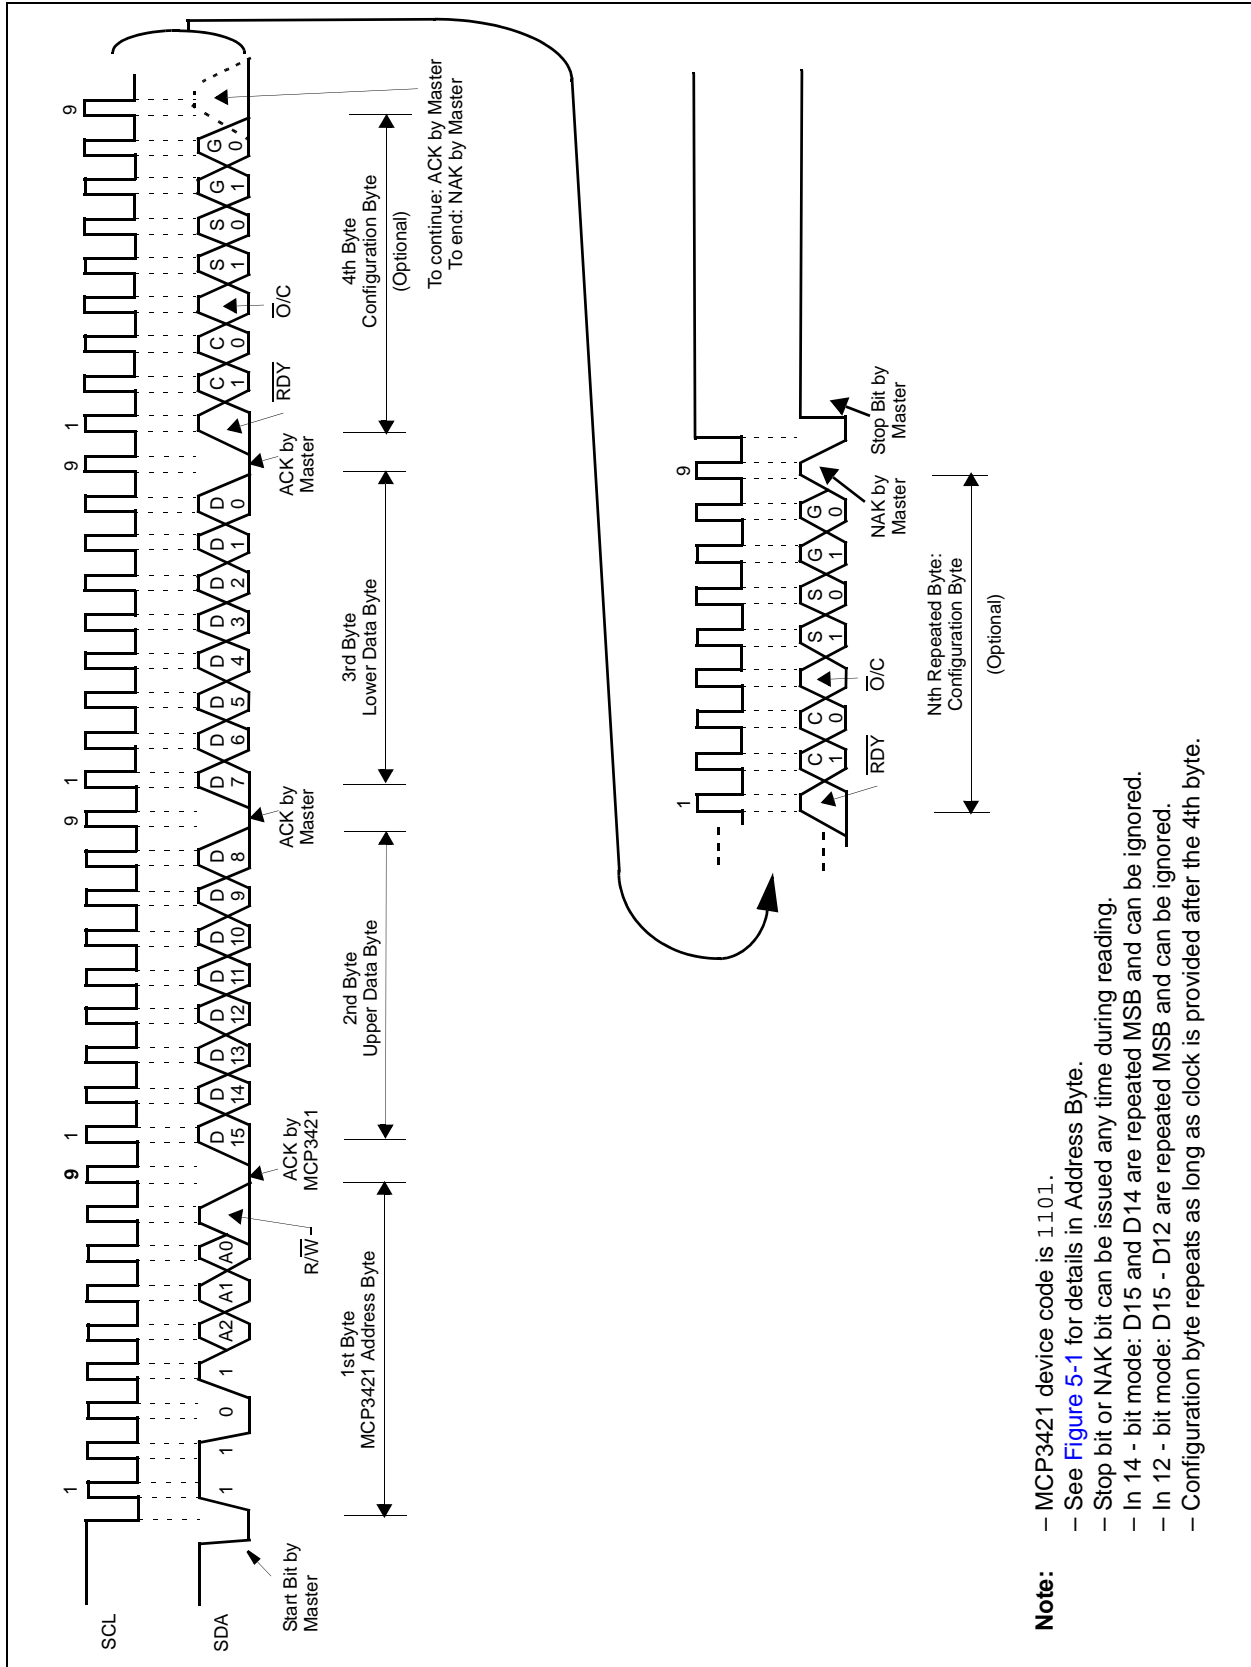 SCL
1
9
1
9
1
9
1
9
SDA
1 1 0 1 A2 A1 A0
D 15 D 14 D 13 D 12 D 11 D 10 D 9 D 8
D 7 D 6 D 5 D 4 D 3 D 2 D 1 D 0
C 1 C 0 S 1 S 0 G 1 G 0
Start Bit by
Master
R/W
ACK by
MCP3421
ACK by
Master
ACK by
Master
RDY
O/C
1st Byte
MCP3421 Address Byte
2nd Byte
Upper Data Byte
3rd Byte
Lower Data Byte
4th Byte
Configuration Byte
(Optional)
To continue: ACK by Master
To end: NAK by Master
1
9
C 1 C 0 S 1 S 0 G 1 G 0
RDY
O/C
NAK by
Master
Stop Bit by
Master
Nth Repeated Byte:
Configuration Byte
(Optional)
Note: – MCP3421 device code is 1101.
– See Figure 5-1 for details in Address Byte.
– Stop bit or NAK bit can be issued any time during reading.
– In 14 - bit mode: D15 and D14 are repeated MSB and can be ignored.
– In 12 - bit mode: D15 - D12 are repeated MSB and can be ignored.
– Configuration byte repeats as long as clock is provided after the 4th byte.